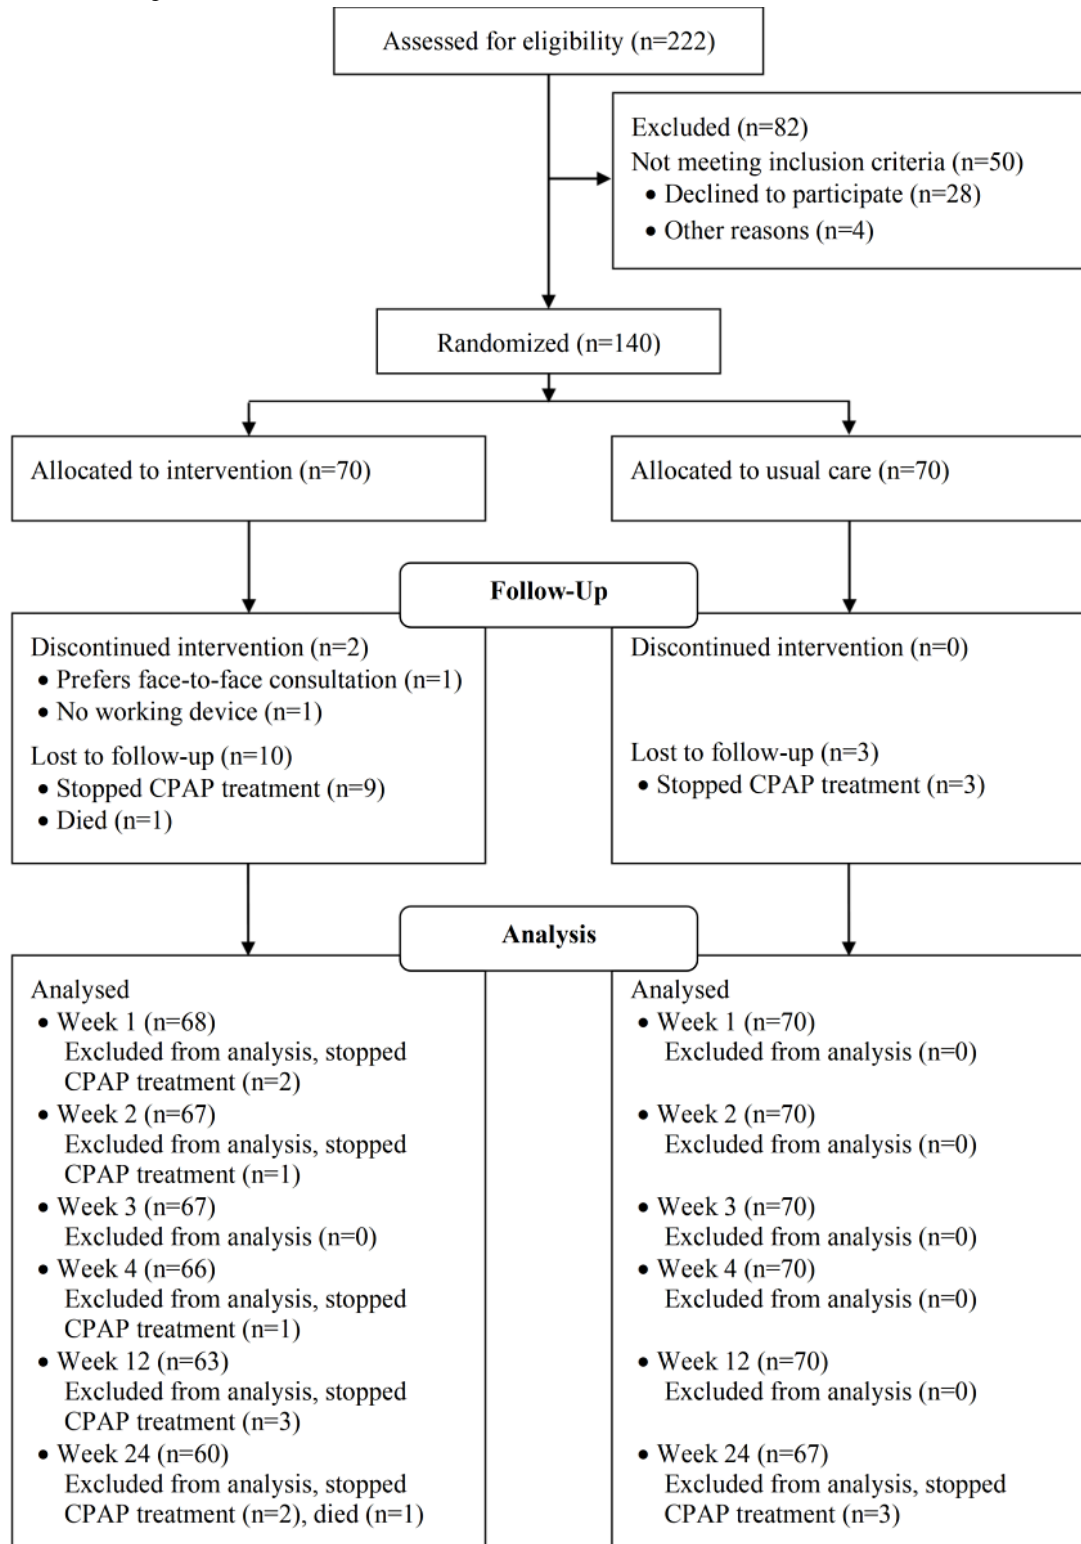 Assessed for eligibility (n=222)
Excluded (n=82)
Not meeting inclusion criteria (n=50)
• Declined to participate (n=28)
• Other reasons (n=4)
Randomized (n=140)
Allocated to intervention (n=70)
Allocated to usual care (n=70)
Follow-Up
Discontinued intervention (n=2)
• Prefers face-to-face consultation (n=1)
• No working device (n=1)
Lost to follow-up (n=10)
• Stopped CPAP treatment (n=9)
• Died (n=1)
Discontinued intervention (n=0)
Lost to follow-up (n=3)
• Stopped CPAP treatment (n=3)
Analysis
Analysed
• Week 1 (n=68)
Excluded from analysis, stopped
CPAP treatment (n=2)
• Week 2 (n=67)
Excluded from analysis, stopped
CPAP treatment (n=1)
• Week 3 (n=67)
Excluded from analysis (n=0)
• Week 4 (n=66)
Excluded from analysis, stopped
CPAP treatment (n=1)
• Week 12 (n=63)
Excluded from analysis, stopped
CPAP treatment (n=3)
• Week 24 (n=60)
Excluded from analysis, stopped
CPAP treatment (n=2), died (n=1)
Analysed
• Week 1 (n=70)
Excluded from analysis (n=0)
• Week 2 (n=70)
Excluded from analysis (n=0)
• Week 3 (n=70)
Excluded from analysis (n=0)
• Week 4 (n=70)
Excluded from analysis (n=0)
• Week 12 (n=70)
Excluded from analysis (n=0)
• Week 24 (n=67)
Excluded from analysis, stopped
CPAP treatment (n=3)